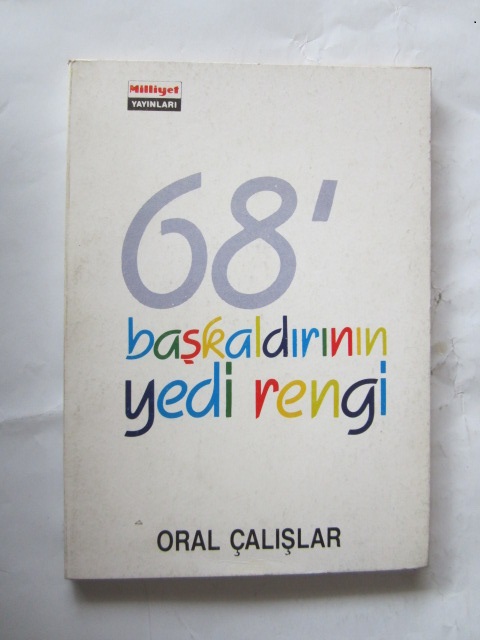 Milliyet
YAYINLARI
68'
başkaldırının
yedi rengi
ORAL ÇALIŞLAR